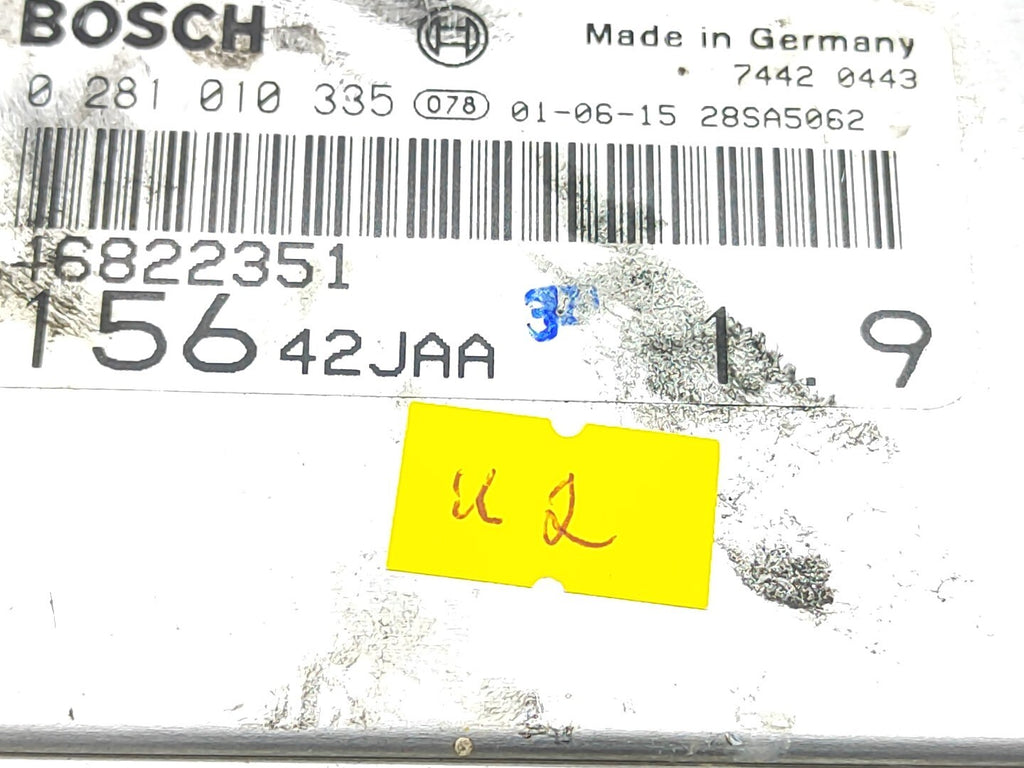 BOSCH
Made in Germany
7442 0443
0 281 010 335 078 01-06-15 28SA5062
46822351
156 42JAA 1.9
u 2